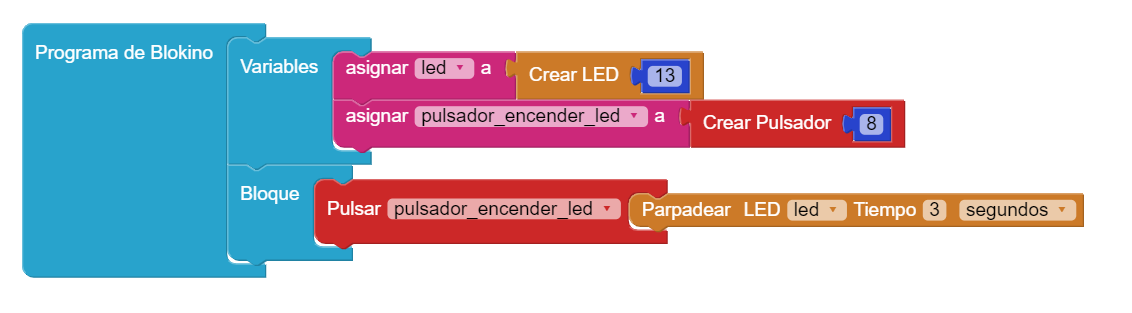 Programa de Blokino
Variables
asignar led a Crear LED 13
asignar pulsador_encender_led a Crear Pulsador 8
Bloque
Pulsar pulsador_encender_led Parpadear LED led Tiempo 3 segundos